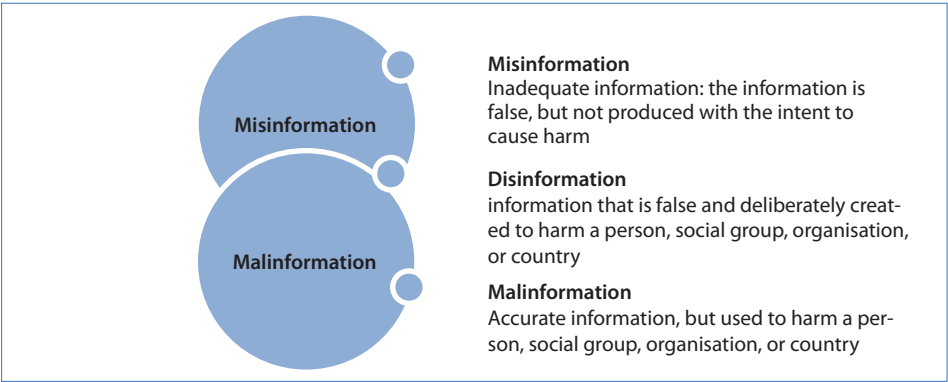 Misinformation
Malinformation
Misinformation
Inadequate information: the information is
false, but not produced with the intent to
cause harm
Disinformation
information that is false and deliberately creat-
ed to harm a person, social group, organisation,
or country
Malinformation
Accurate information, but used to harm a per-
son, social group, organisation, or country